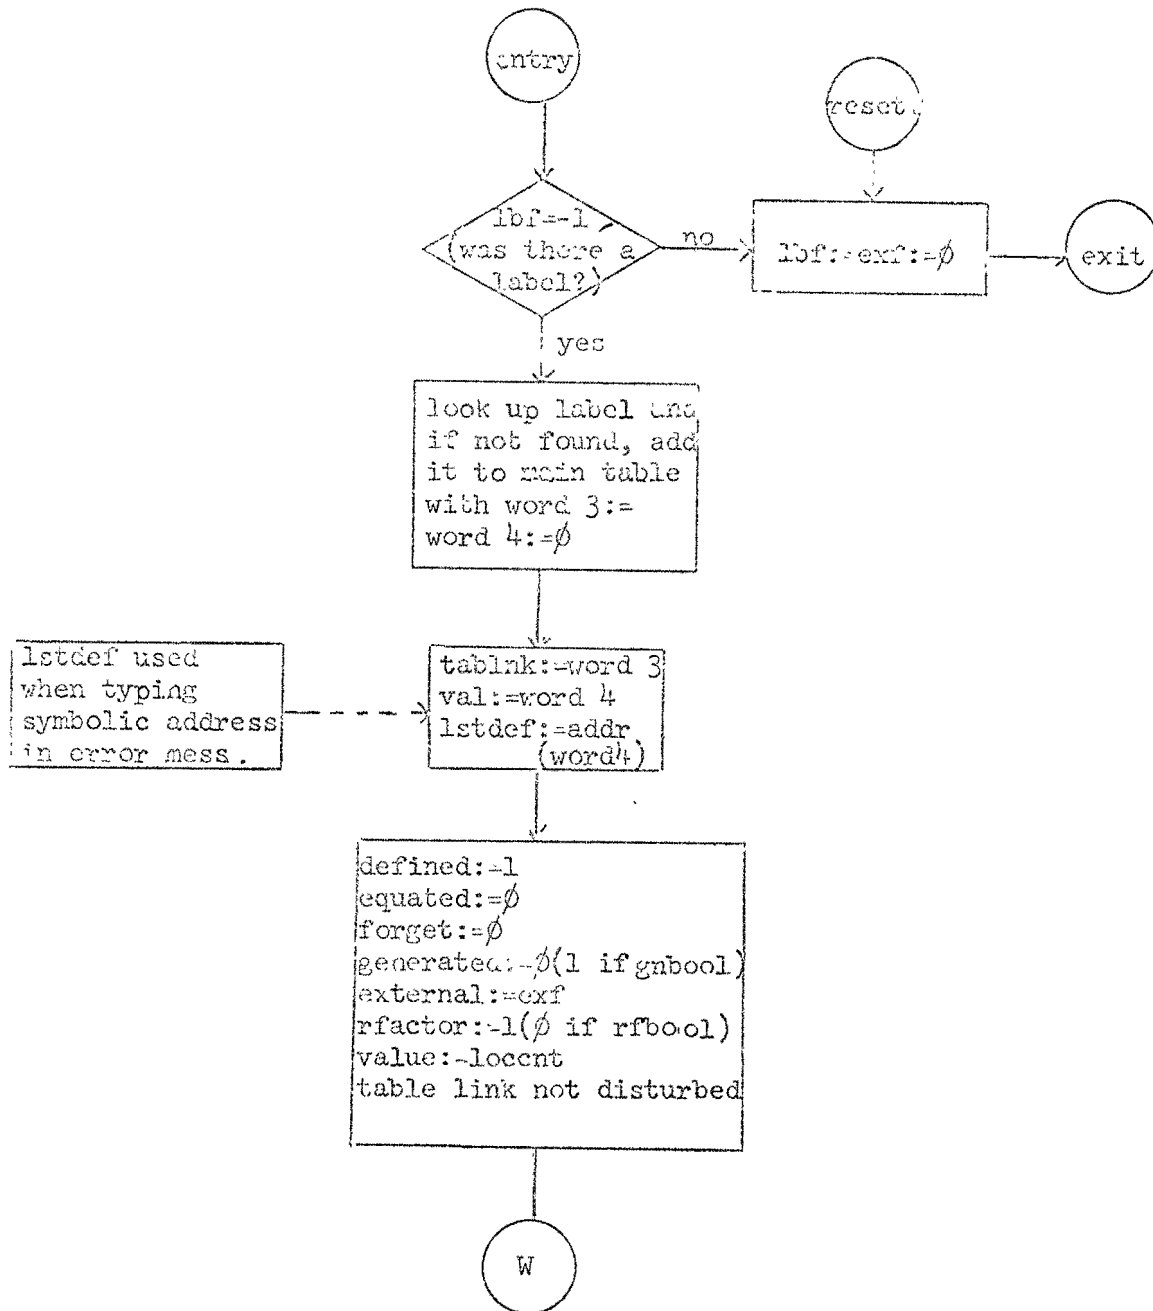 entry
reset
lbf=-1
(was there a
label?)
no
lbf:=exf:=∅
exit
yes
look up label and
if not found, add
it to main table
with word 3:=
word 4:=∅
lstdef used
when typing
symbolic address
in error mess.
tablnk:=word 3
val:=word 4
lstdef:=addr
(word4)
defined:=1
equated:=∅
forget:=∅
generated:=∅(1 if gnbool)
external:=exf
rfactor:=1(∅ if rfbool)
value:=loccnt
table link not disturbed
W